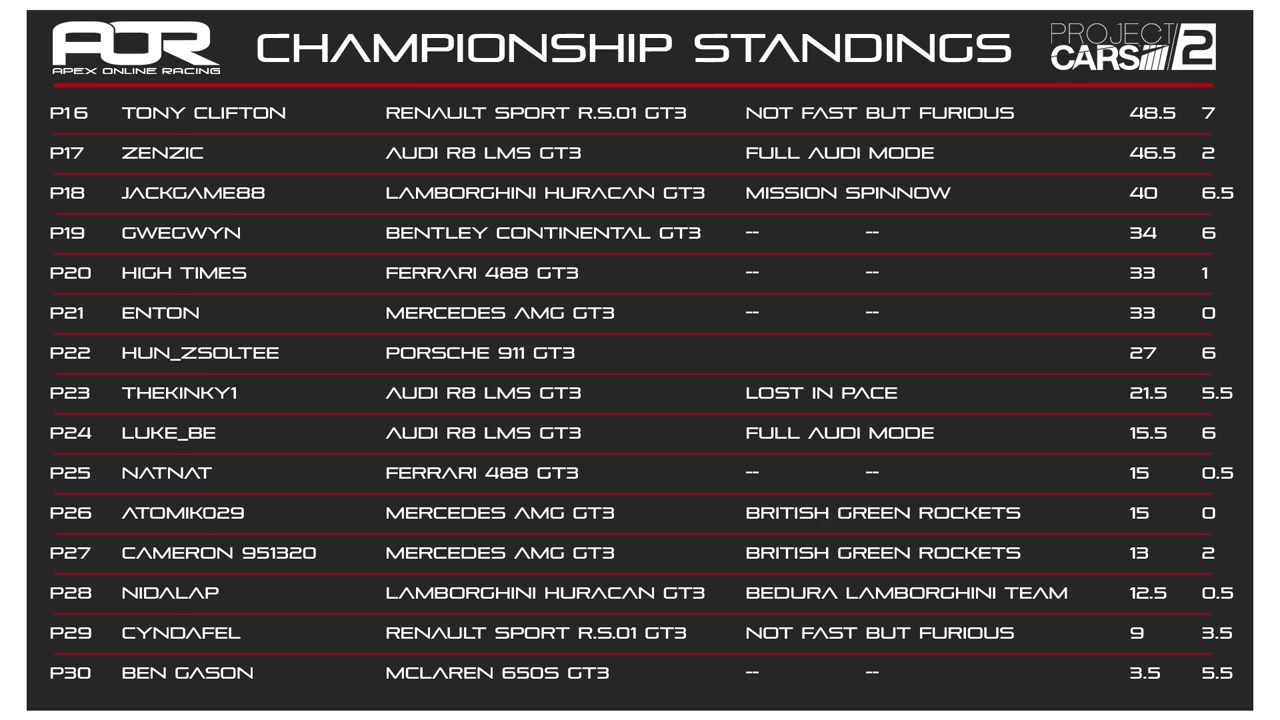 AOR
APEX ONLINE RACING
CHAMPIONSHIP STANDINGS
PROJECT CARS 2
P16 TONY CLIFTON RENAULT SPORT R.S.01 GT3 NOT FAST BUT FURIOUS 48.5 7
P17 ZENZIC AUDI R8 LMS GT3 FULL AUDI MODE 46.5 2
P18 JACKGAME88 LAMBORGHINI HURACAN GT3 MISSION SPINNOW 40 6.5
P19 GWEGWYN BENTLEY CONTINENTAL GT3 -- -- 34 6
P20 HIGH TIMES FERRARI 488 GT3 -- -- 33 1
P21 ENTON MERCEDES AMG GT3 -- -- 33 0
P22 HUN_ZSOLTEE PORSCHE 911 GT3 27 6
P23 THEKINKY1 AUDI R8 LMS GT3 LOST IN PACE 21.5 5.5
P24 LUKE_BE AUDI R8 LMS GT3 FULL AUDI MODE 15.5 6
P25 NATNAT FERRARI 488 GT3 -- -- 15 0.5
P26 ATOMIK029 MERCEDES AMG GT3 BRITISH GREEN ROCKETS 15 0
P27 CAMERON 951320 MERCEDES AMG GT3 BRITISH GREEN ROCKETS 13 2
P28 NIDALAP LAMBORGHINI HURACAN GT3 BEDURA LAMBORGHINI TEAM 12.5 0.5
P29 CYNDAFEL RENAULT SPORT R.S.01 GT3 NOT FAST BUT FURIOUS 9 3.5
P30 BEN GASON MCLAREN 650S GT3 -- -- 3.5 5.5